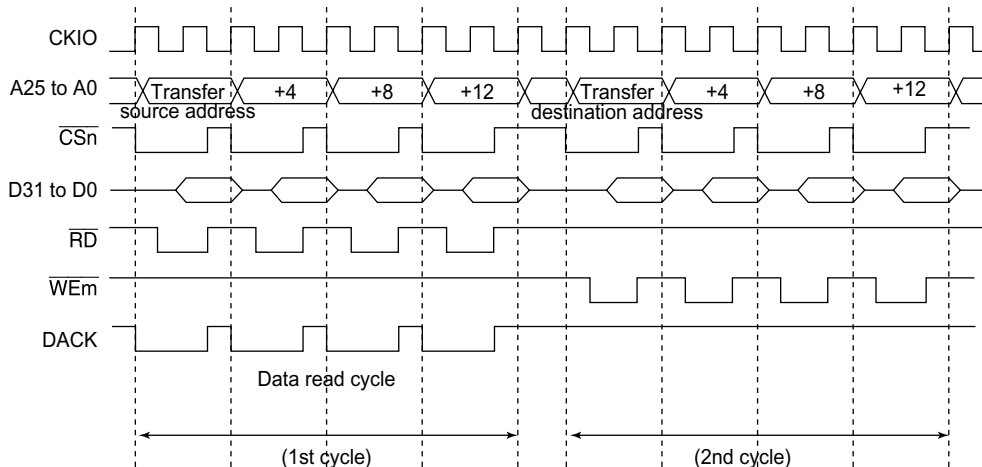 CKIO
A25 to A0
Transfer +4 +8 +12 Transfer +4 +8 +12
source address destination address
CSn
D31 to D0
RD
WEm
DACK
Data read cycle
(1st cycle) (2nd cycle)